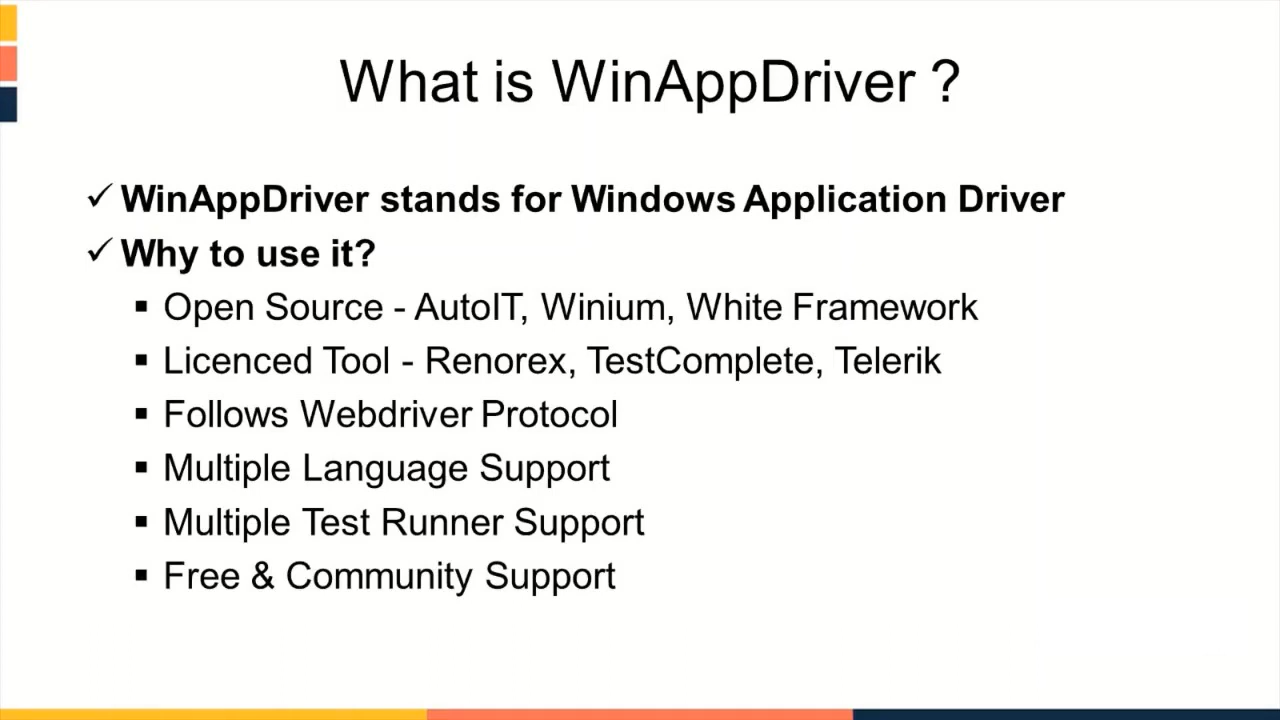 What is WinAppDriver ?
✓ WinAppDriver stands for Windows Application Driver
✓ Why to use it?
▪ Open Source - AutoIT, Winium, White Framework
▪ Licenced Tool - Renorex, TestComplete, Telerik
▪ Follows Webdriver Protocol
▪ Multiple Language Support
▪ Multiple Test Runner Support
▪ Free & Community Support